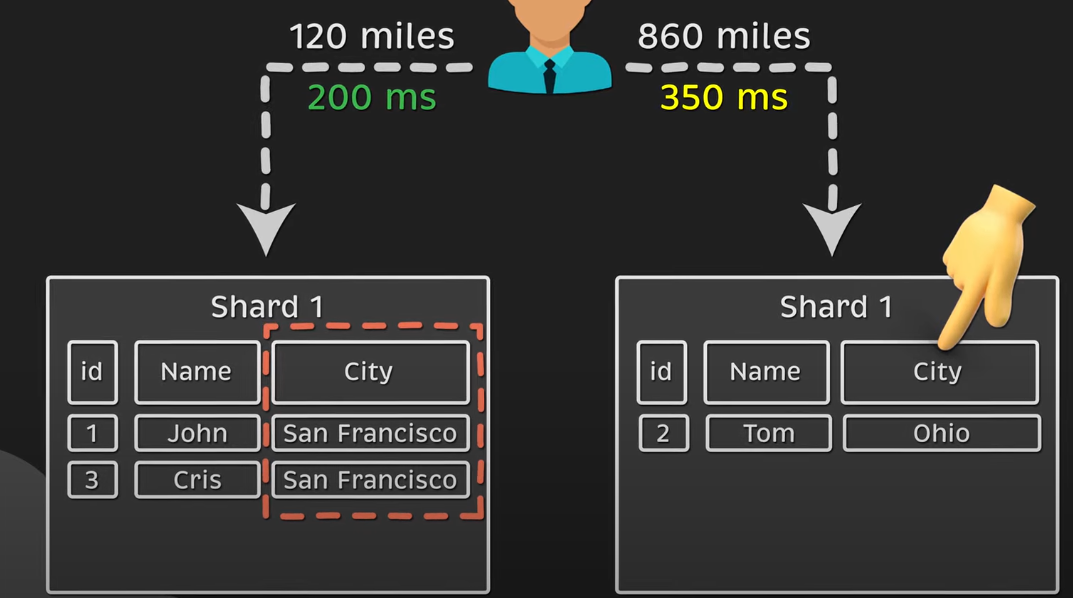 120 miles
860 miles
200 ms
350 ms
Shard 1
id Name City
1 John San Francisco
3 Cris San Francisco
Shard 1
id Name City
2 Tom Ohio